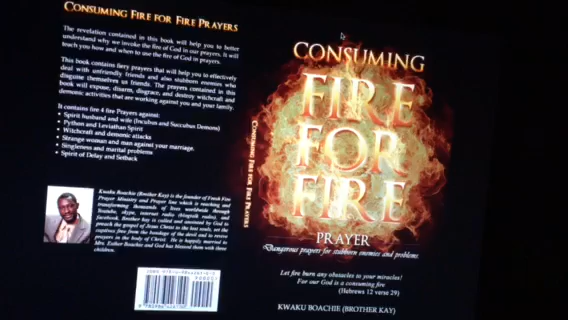 CONSUMING FIRE FOR FIRE PRAYERS
The revelation contained in this book will help you to better
understand why we invoke the fire of God in our prayers. It will
teach you how and when to use the fire of God in prayers.
This book contains fiery prayers that will help you to effectively
deal with unfriendly friends and also stubborn enemies who
disguise themselves us friends. The prayers contained in this
book will expose, disarm, disgrace, and destroy witchcraft and
demonic activities that are working against you and your family.
It contains fire 4 fire Prayers against:
• Spirit husband and wife (Incubus and Succubus Demons)
• Python and Leviathan Spirit
• Witchcraft and demonic attacks
• Strange woman and man against your marriage.
• Singleness and marital problems
• Spirit of Delay and Setback
Kwaku Boachie (Brother Kay) is the founder of Fresh Fire
Prayer Ministry and Prayer line which is touching and
transforming thousands of lives worldwide through
Youtube, skype, internet radio (blogtalk radio), and
facebook. Brother kay is called and anointed by God to
preach the gospel of Jesus Christ to the lost souls, set the
captives free from the bondage of the devil and to revive
prayers in the body of Christ. He is happily married to
Mrs. Esther Boachie and God has blessed them with three
children.
CONSUMING FIRE FOR FIRE PRAYERS
CONSUMING
FIRE
FOR
FIRE
PRAYER
Dangerous prayers for stubborn enemies and problems
Let fire burn any obstacles to your miracles!
For our God is a consuming fire
(Hebrews 12 verse 29)
KWAKU BOACHIE (BROTHER KAY)